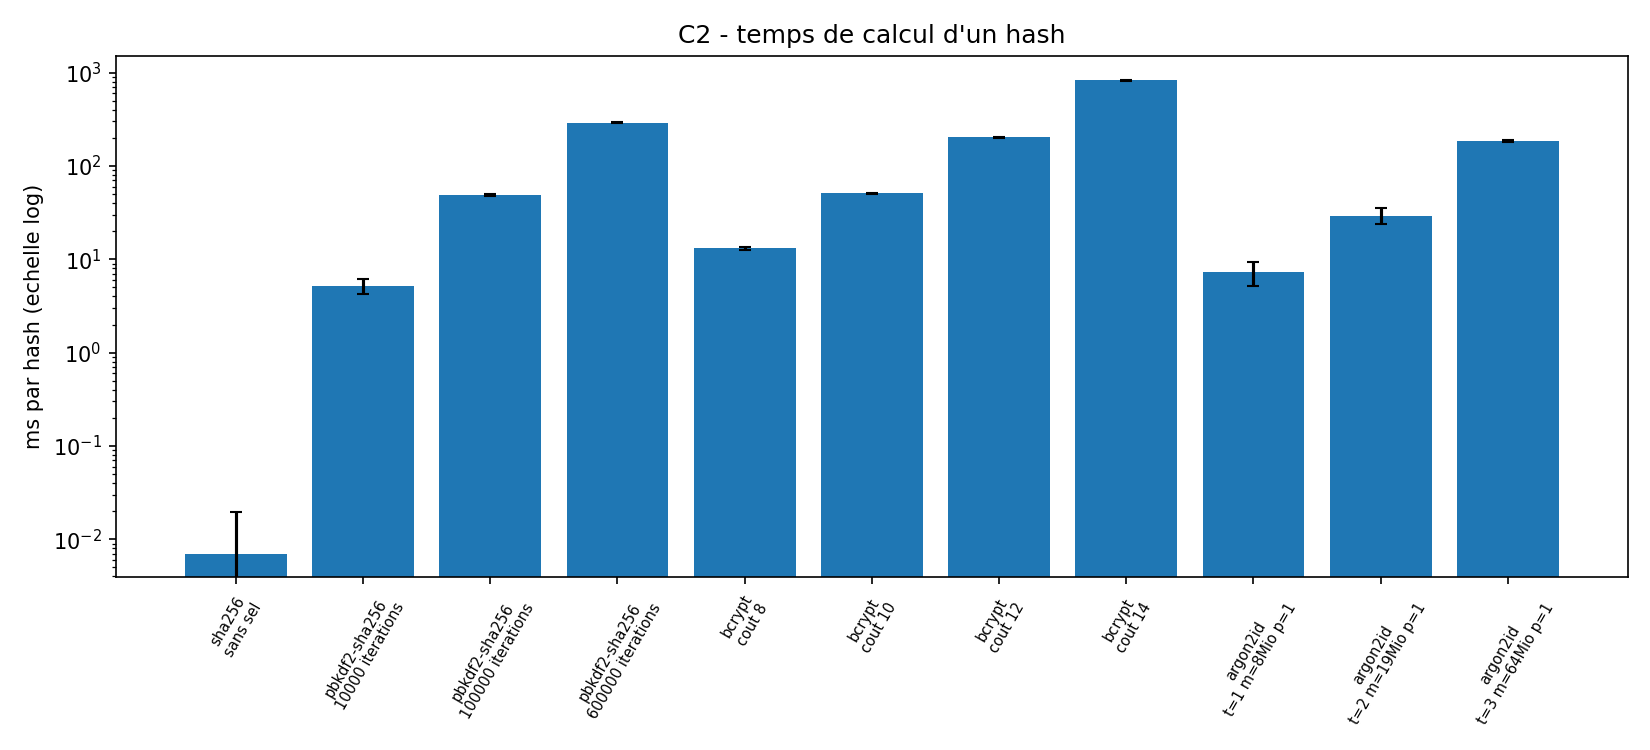 C2 - temps de calcul d'un hash
ms par hash (echelle log)
10³
10²
10¹
10⁰
10⁻¹
10⁻²
sha256
sans sel
pbkdf2-sha256
10000 iterations
pbkdf2-sha256
100000 iterations
pbkdf2-sha256
600000 iterations
bcrypt
cout 8
bcrypt
cout 10
bcrypt
cout 12
bcrypt
cout 14
argon2id
t=1 m=8Mio p=1
argon2id
t=2 m=19Mio p=1
argon2id
t=3 m=64Mio p=1